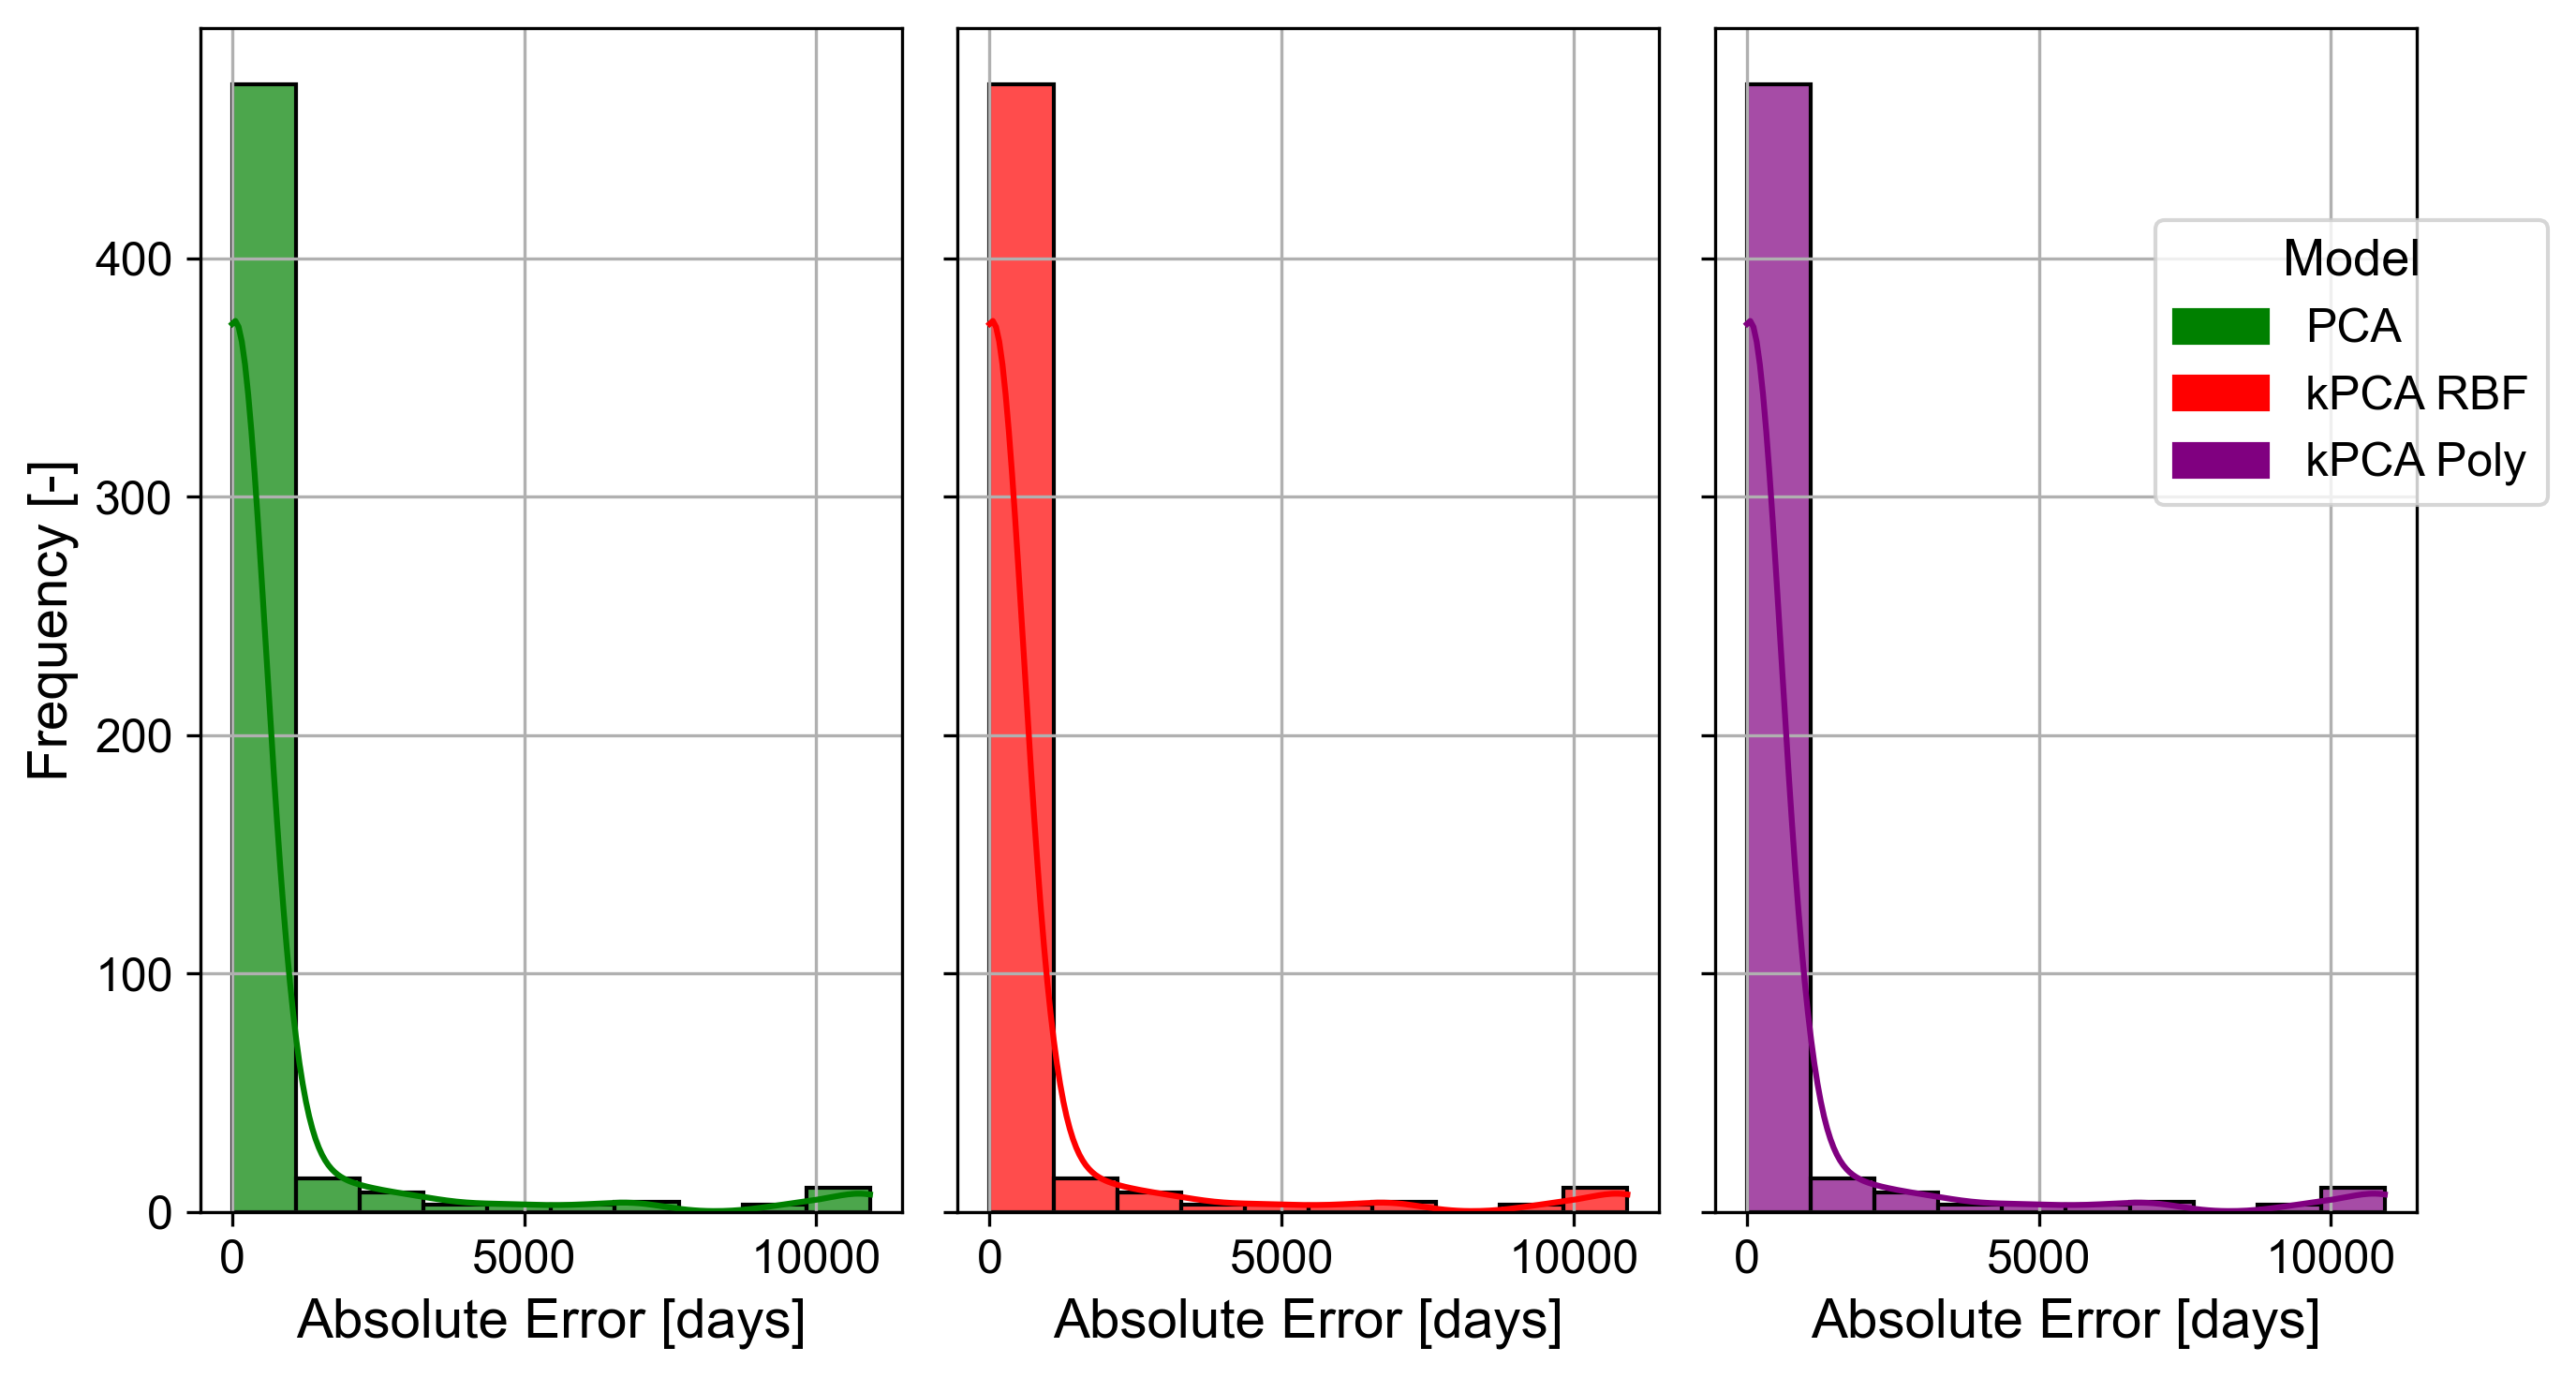 Frequency [-]
400
300
200
100
0
0 5000 10000
Absolute Error [days]
0 5000 10000
Absolute Error [days]
0 5000 10000
Absolute Error [days]
Model
PCA
kPCA RBF
kPCA Poly